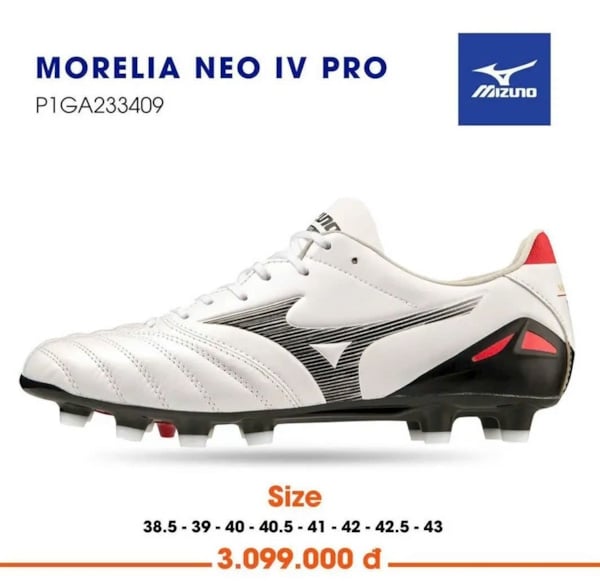 MORELIA NEO IV PRO
P1GA233409
MIZUNO
Size
38.5 - 39 - 40 - 40.5 - 41 - 42 - 42.5 - 43
3.099.000 đ